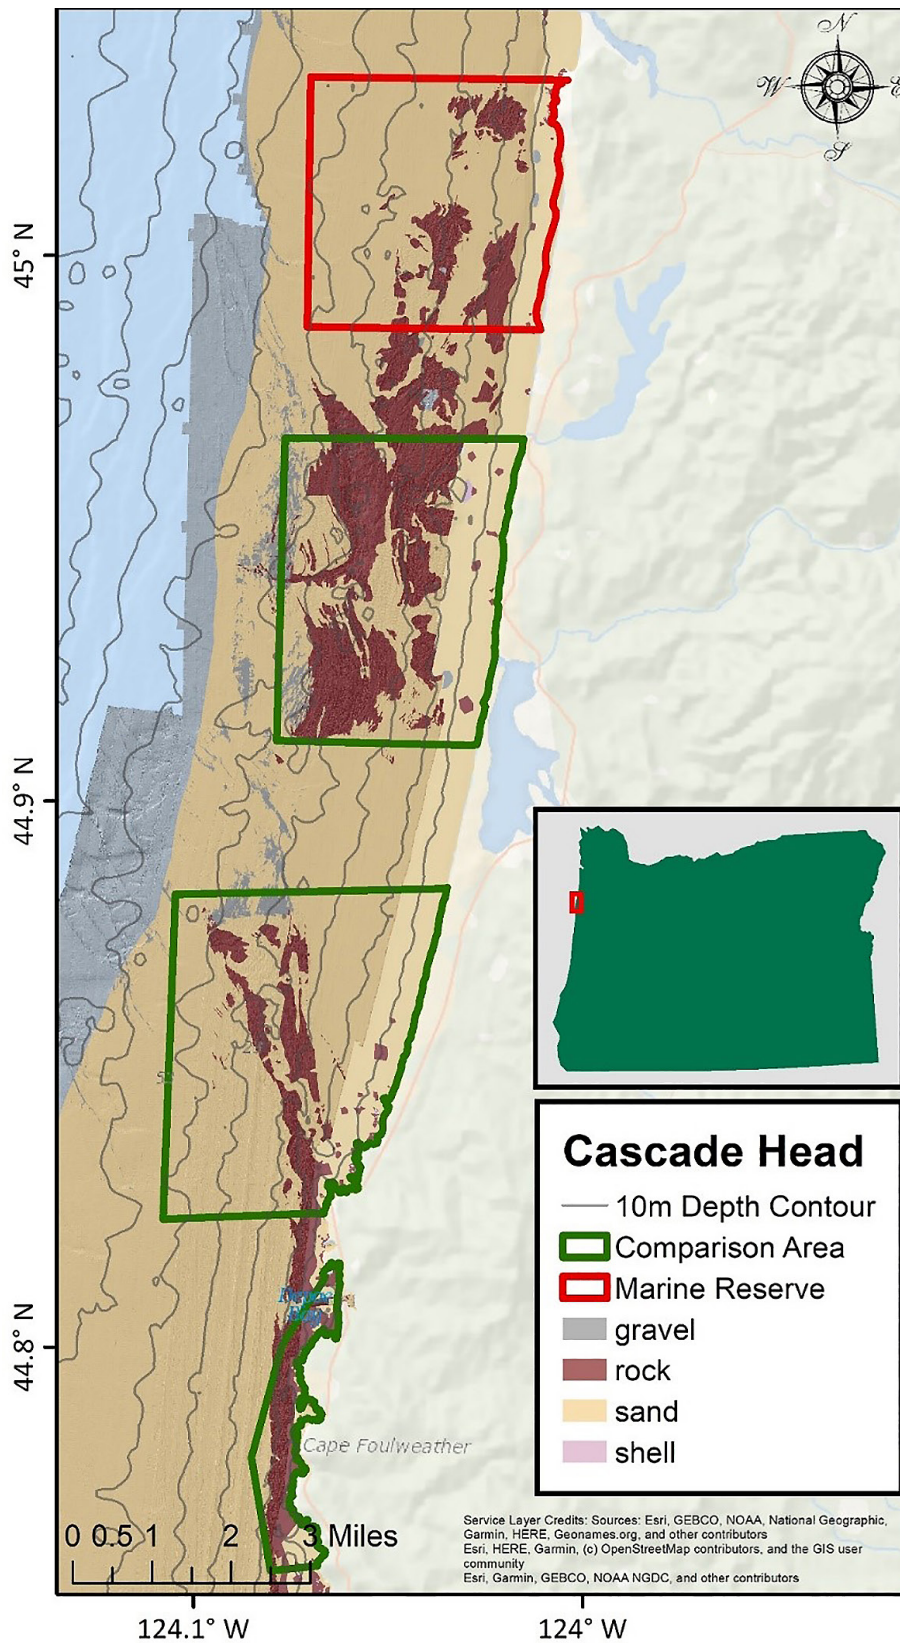 N
W
S
45° N
44.9° N
44.8° N
50
Depoe
Bay
Cape Foulweather
Cascade Head
10m Depth Contour
Comparison Area
Marine Reserve
gravel
rock
sand
shell
0 0.5 1 2 3 Miles
Service Layer Credits: Sources: Esri, GEBCO, NOAA, National Geographic,
Garmin, HERE, Geonames.org, and other contributors
Esri, HERE, Garmin, (c) OpenStreetMap contributors, and the GIS user
community
Esri, Garmin, GEBCO, NOAA NGDC, and other contributors
124.1° W
124° W